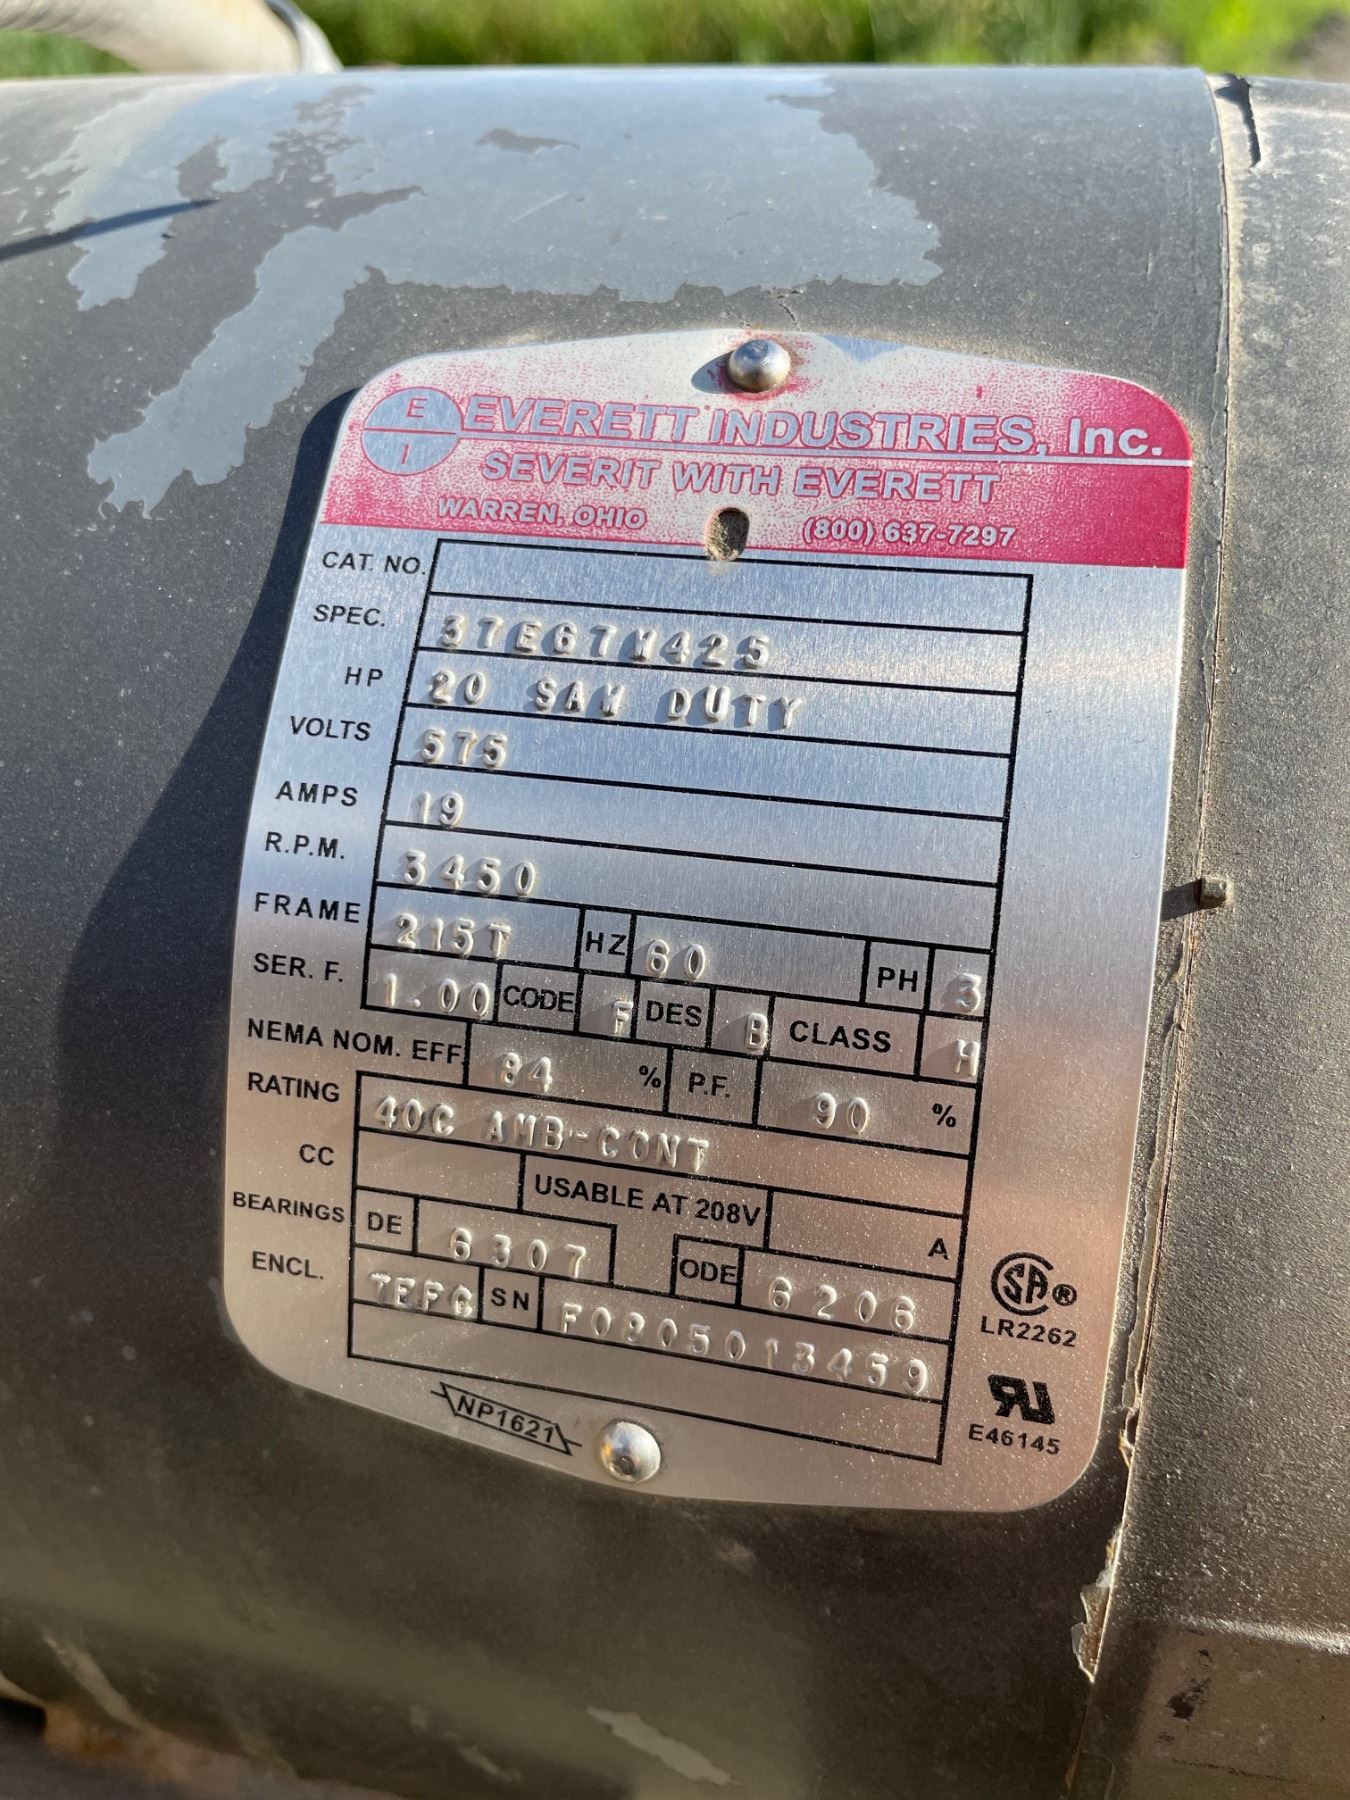 E
I
EVERETT INDUSTRIES, Inc.
SEVERIT WITH EVERETT
WARREN, OHIO (800) 637-7297
CAT. NO.
SPEC. 37E67W425
HP 20 SAW DUTY
VOLTS 575
AMPS 19
R.P.M. 3450
FRAME 215T HZ 60 PH 3
SER. F. 1.00 CODE F DES B CLASS H
NEMA NOM. EFF. 84 % P.F. 90 %
RATING 40C AMB-CONT
CC USABLE AT 208V A
BEARINGS DE 6307 ODE 6206
ENCL. TEFC SN F0805013459
SA ®
LR2262
RU
E46145
NP1621